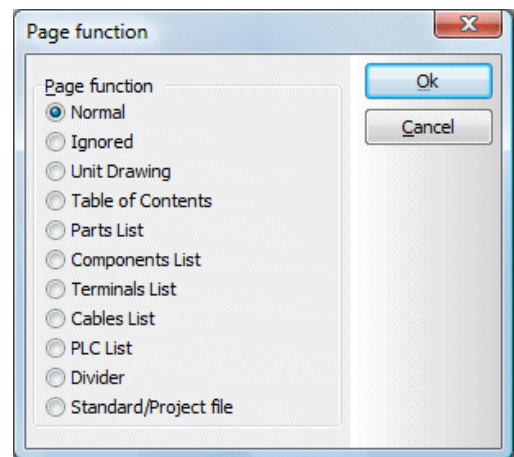 Page function
Page function
Normal
Ignored
Unit Drawing
Table of Contents
Parts List
Components List
Terminals List
Cables List
PLC List
Divider
Standard/Project file
Ok
Cancel